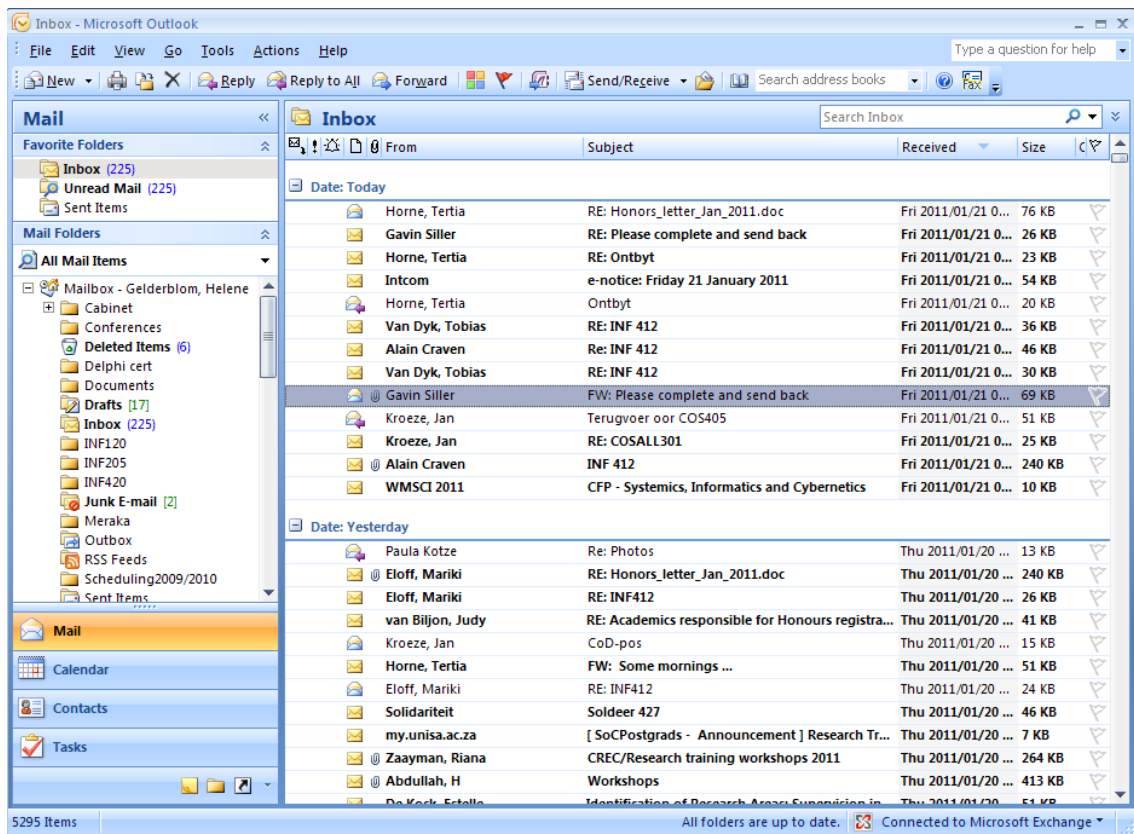 Inbox - Microsoft Outlook
File Edit View Go Tools Actions Help Type a question for help
New Reply Reply to All Forward Send/Receive Search address books Fax
Mail «
Favorite Folders
Inbox (225)
Unread Mail (225)
Sent Items
Mail Folders
All Mail Items
Mailbox - Gelderblom, Helene
Cabinet
Conferences
Deleted Items (6)
Delphi cert
Documents
Drafts [17]
Inbox (225)
INF120
INF205
INF420
Junk E-mail [2]
Meraka
Outbox
RSS Feeds
Scheduling2009/2010
Sent Items
Mail
Calendar
Contacts
Tasks
Inbox Search Inbox
From Subject Received Size
Date: Today
Horne, Tertia RE: Honors_letter_Jan_2011.doc Fri 2011/01/21 0... 76 KB
Gavin Siller RE: Please complete and send back Fri 2011/01/21 0... 26 KB
Horne, Tertia RE: Ontbyt Fri 2011/01/21 0... 23 KB
Intcom e-notice: Friday 21 January 2011 Fri 2011/01/21 0... 54 KB
Horne, Tertia Ontbyt Fri 2011/01/21 0... 20 KB
Van Dyk, Tobias RE: INF 412 Fri 2011/01/21 0... 36 KB
Alain Craven Re: INF 412 Fri 2011/01/21 0... 46 KB
Van Dyk, Tobias RE: INF 412 Fri 2011/01/21 0... 30 KB
Gavin Siller FW: Please complete and send back Fri 2011/01/21 0... 69 KB
Kroeze, Jan Terugvoer oor COS405 Fri 2011/01/21 0... 51 KB
Kroeze, Jan RE: COSALL301 Fri 2011/01/21 0... 25 KB
Alain Craven INF 412 Fri 2011/01/21 0... 240 KB
WMSCI 2011 CFP - Systemics, Informatics and Cybernetics Fri 2011/01/21 0... 10 KB
Date: Yesterday
Paula Kotze Re: Photos Thu 2011/01/20 ... 13 KB
Eloff, Mariki RE: Honors_letter_Jan_2011.doc Thu 2011/01/20 ... 240 KB
Eloff, Mariki RE: INF412 Thu 2011/01/20 ... 26 KB
van Biljon, Judy RE: Academics responsible for Honours registra... Thu 2011/01/20 ... 41 KB
Kroeze, Jan CoD-pos Thu 2011/01/20 ... 15 KB
Horne, Tertia FW: Some mornings ... Thu 2011/01/20 ... 51 KB
Eloff, Mariki RE: INF412 Thu 2011/01/20 ... 24 KB
Solidariteit Soldeer 427 Thu 2011/01/20 ... 46 KB
my.unisa.ac.za [ SoCPostgrads - Announcement ] Research Tr... Thu 2011/01/20 ... 7 KB
Zaayman, Riana CREC/Research training workshops 2011 Thu 2011/01/20 ... 264 KB
Abdullah, H Workshops Thu 2011/01/20 ... 413 KB
De Kock, Estelle Identification of Research Areas: Supervision in Thu 2011/01/20 51 KB
5295 Items All folders are up to date. Connected to Microsoft Exchange